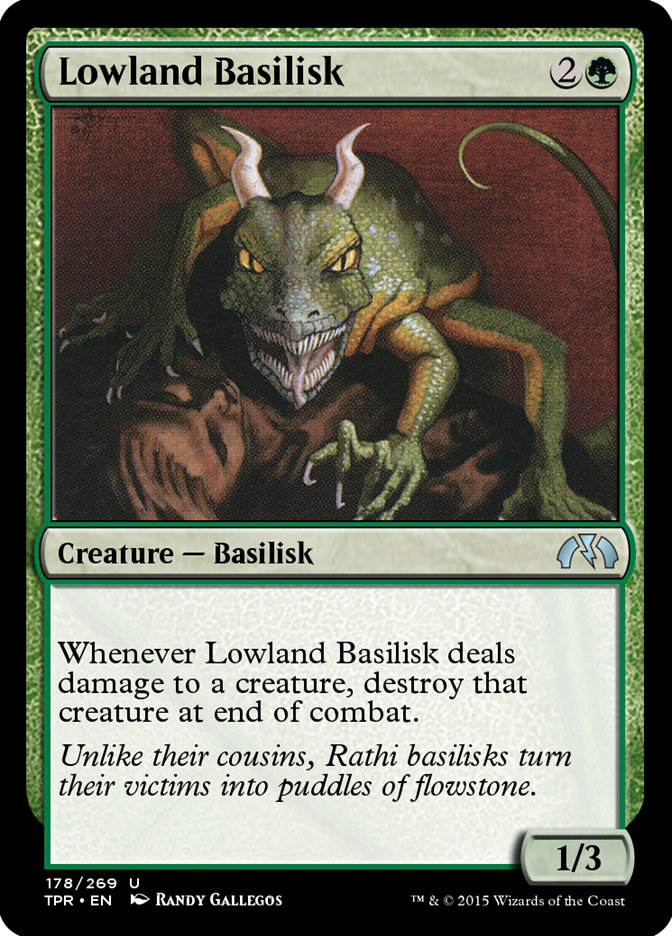 Lowland Basilisk 2
Creature — Basilisk
Whenever Lowland Basilisk deals
damage to a creature, destroy that
creature at end of combat.
Unlike their cousins, Rathi basilisks turn
their victims into puddles of flowstone.
1/3
178/269 U
TPR • EN Randy Gallegos ™ & © 2015 Wizards of the Coast